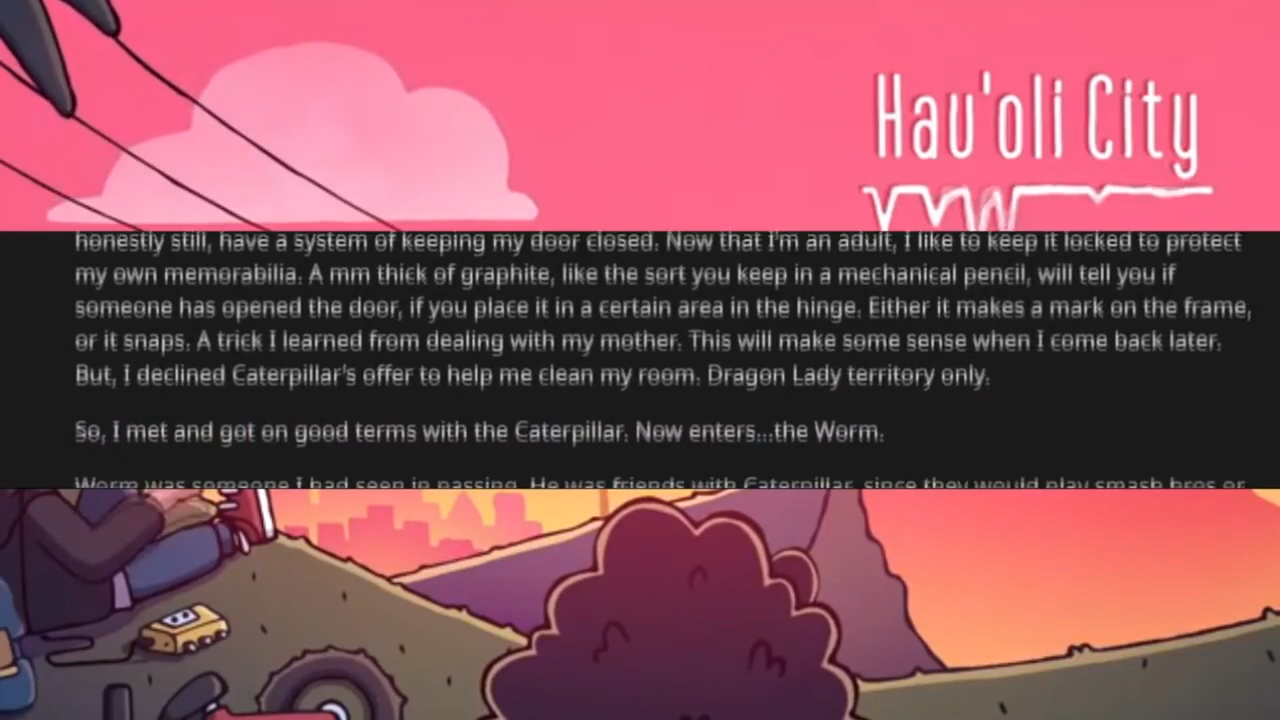 Hau'oli City
honestly still, have a system of keeping my door closed. Now that I'm an adult, I like to keep it locked to protect
my own memorabilia. A mm thick of graphite, like the sort you keep in a mechanical pencil, will tell you if
someone has opened the door, if you place it in a certain area in the hinge. Either it makes a mark on the frame,
or it snaps. A trick I learned from dealing with my mother. This will make some sense when I come back later.
But, I declined Caterpillar's offer to help me clean my room. Dragon Lady territory only.
So, I met and got on good terms with the Caterpillar. Now enters...the Worm.
Worm was someone I had seen in passing. He was friends with Caterpillar, since they would play smash bros or